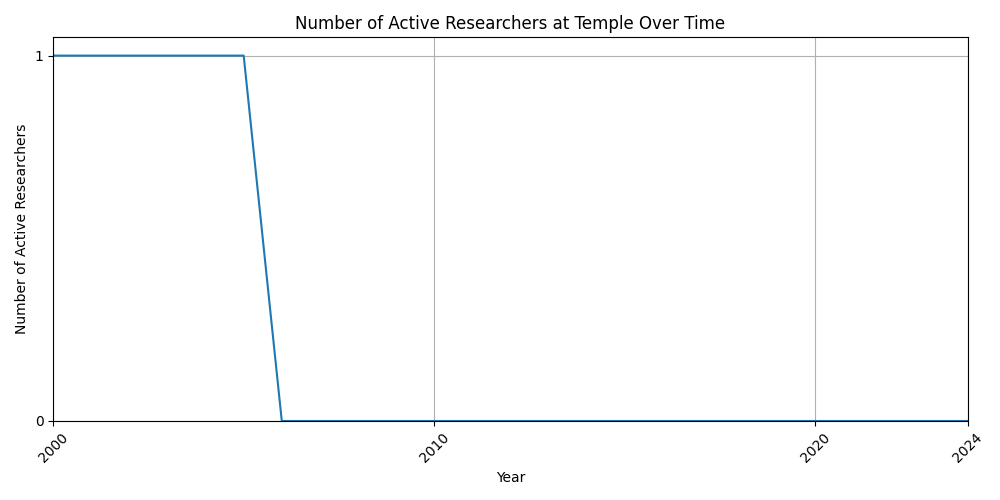 Number of Active Researchers at Temple Over Time
Number of Active Researchers
1
0
2000
2010
2020
2024
Year